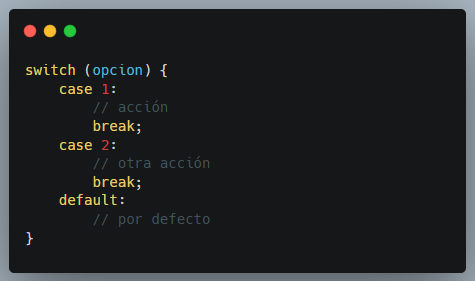 switch (opcion) {
    case 1:
        // acción
        break;
    case 2:
        // otra acción
        break;
    default:
        // por defecto
}